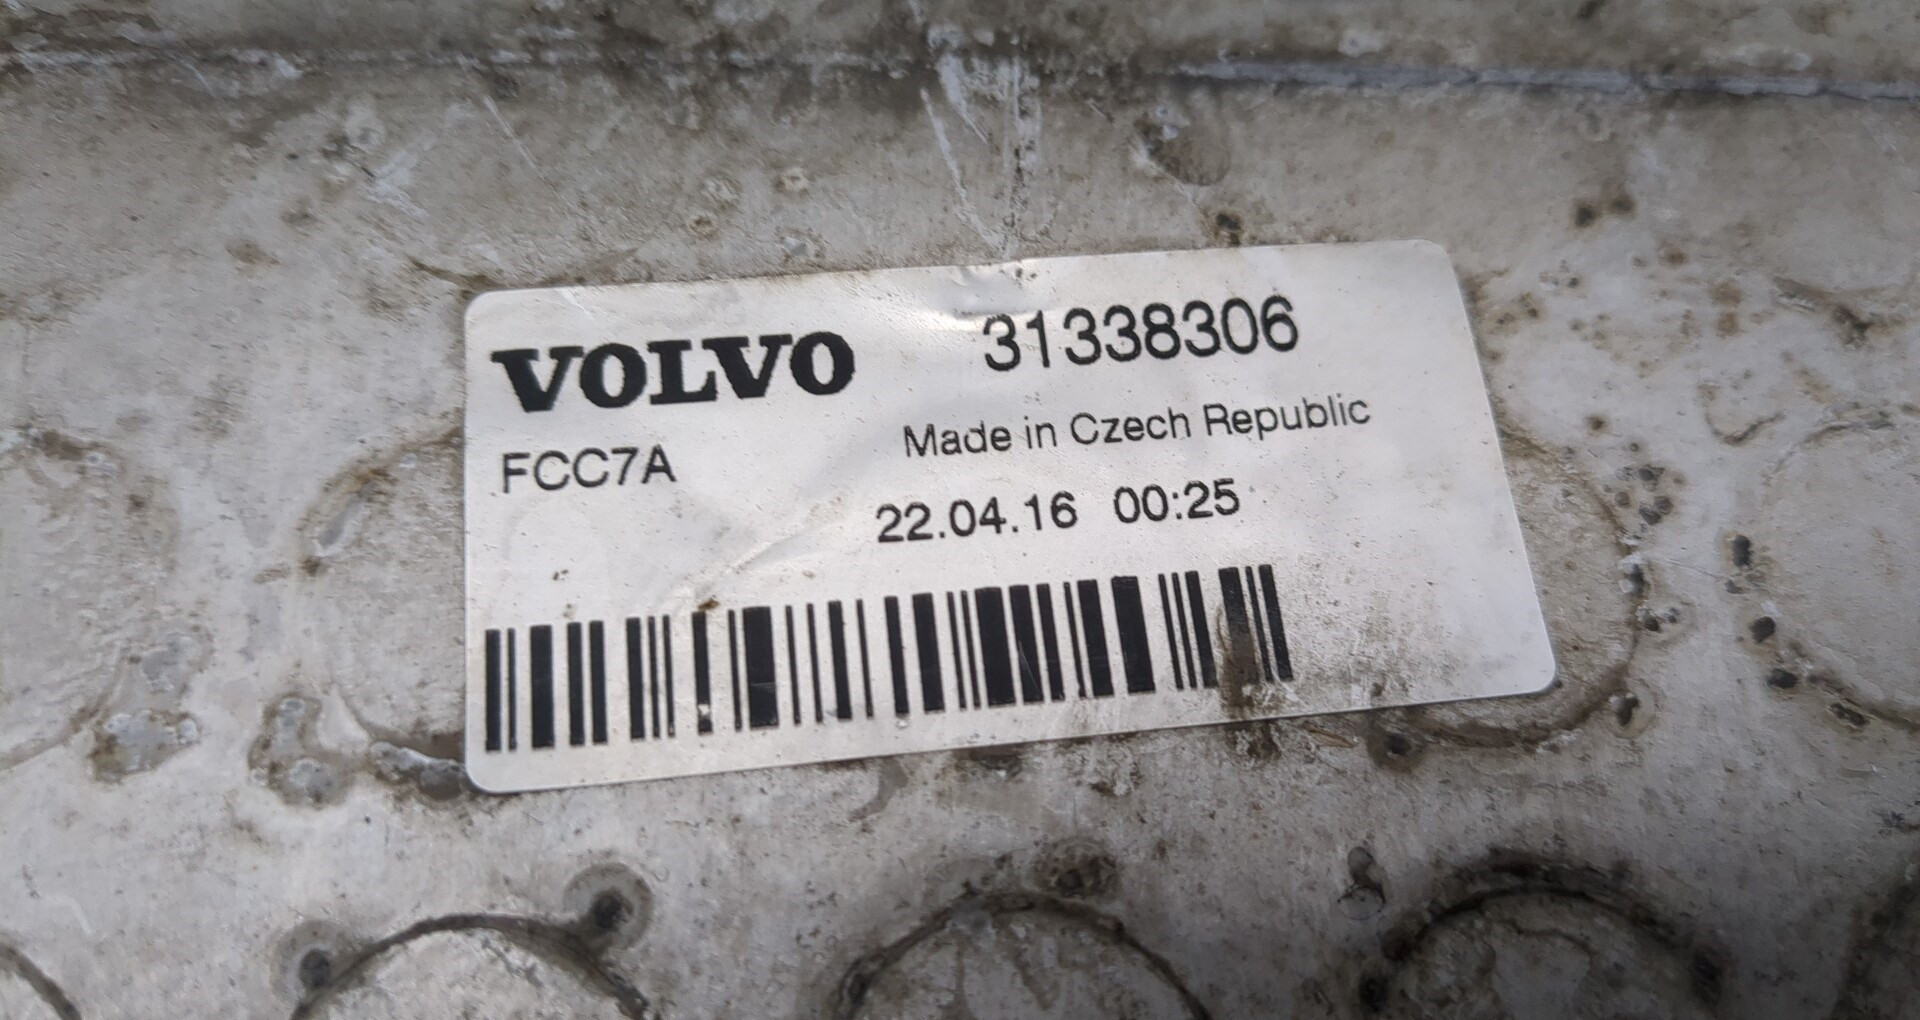 VOLVO 31338306
FCC7A Made in Czech Republic
22.04.16 00:25